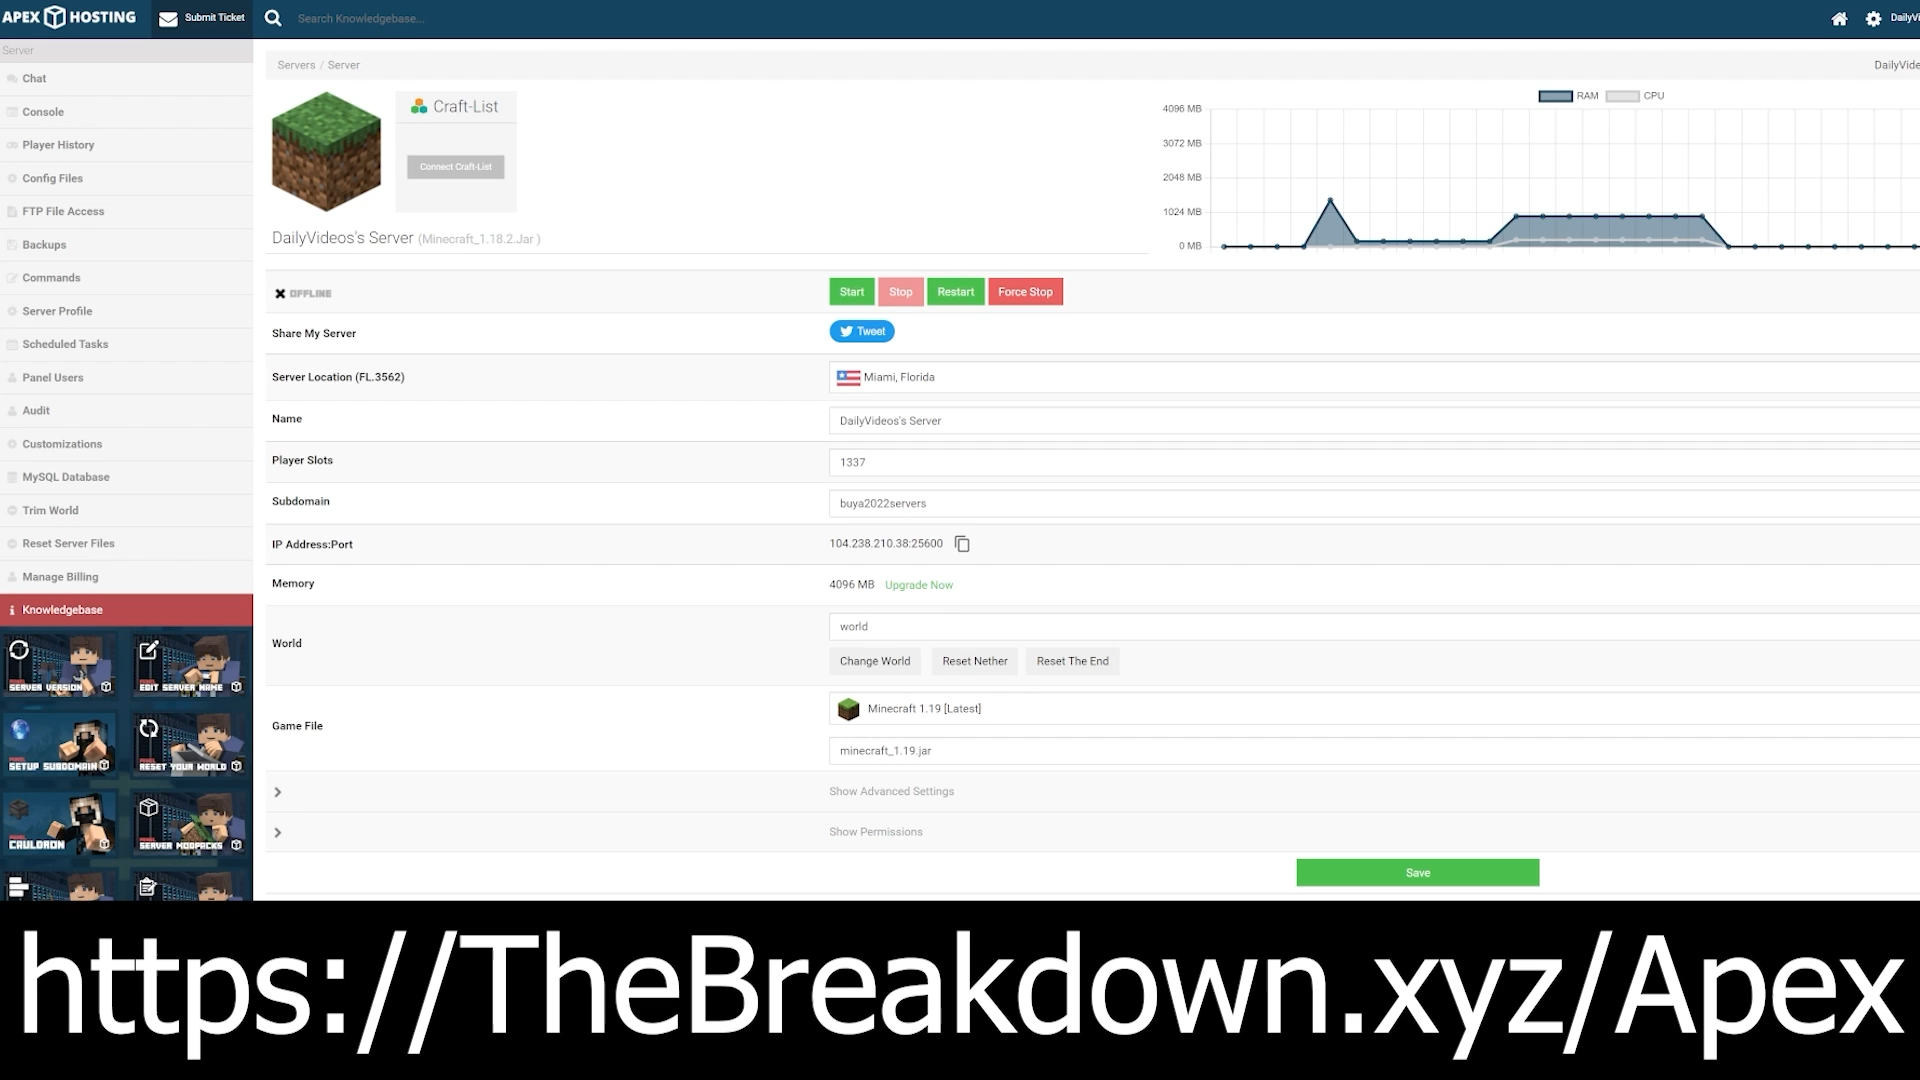 APEX HOSTING
Submit Ticket
Search Knowledgebase...
DailyVi
Server
Chat
Console
Player History
Config Files
FTP File Access
Backups
Commands
Server Profile
Scheduled Tasks
Panel Users
Audit
Customizations
MySQL Database
Trim World
Reset Server Files
Manage Billing
Knowledgebase
SERVER VERSION
EDIT SERVER NAME
SETUP SUBDOMAIN
RESET YOUR WORLD
CAULDRON
SERVER MODPACKS
Servers / Server
DailyVide
Craft-List
Connect Craft-List
DailyVideos's Server (Minecraft_1.18.2.Jar )
RAM CPU
4096 MB
3072 MB
2048 MB
1024 MB
0 MB
OFFLINE
Start Stop Restart Force Stop
Share My Server
Tweet
Server Location (FL.3562)
Miami, Florida
Name
DailyVideos's Server
Player Slots
1337
Subdomain
buya2022servers
IP Address:Port
104.238.210.38:25600
Memory
4096 MB Upgrade Now
World
world
Change World Reset Nether Reset The End
Game File
Minecraft 1.19 [Latest]
minecraft_1.19.jar
Show Advanced Settings
Show Permissions
Save
https://TheBreakdown.xyz/Apex